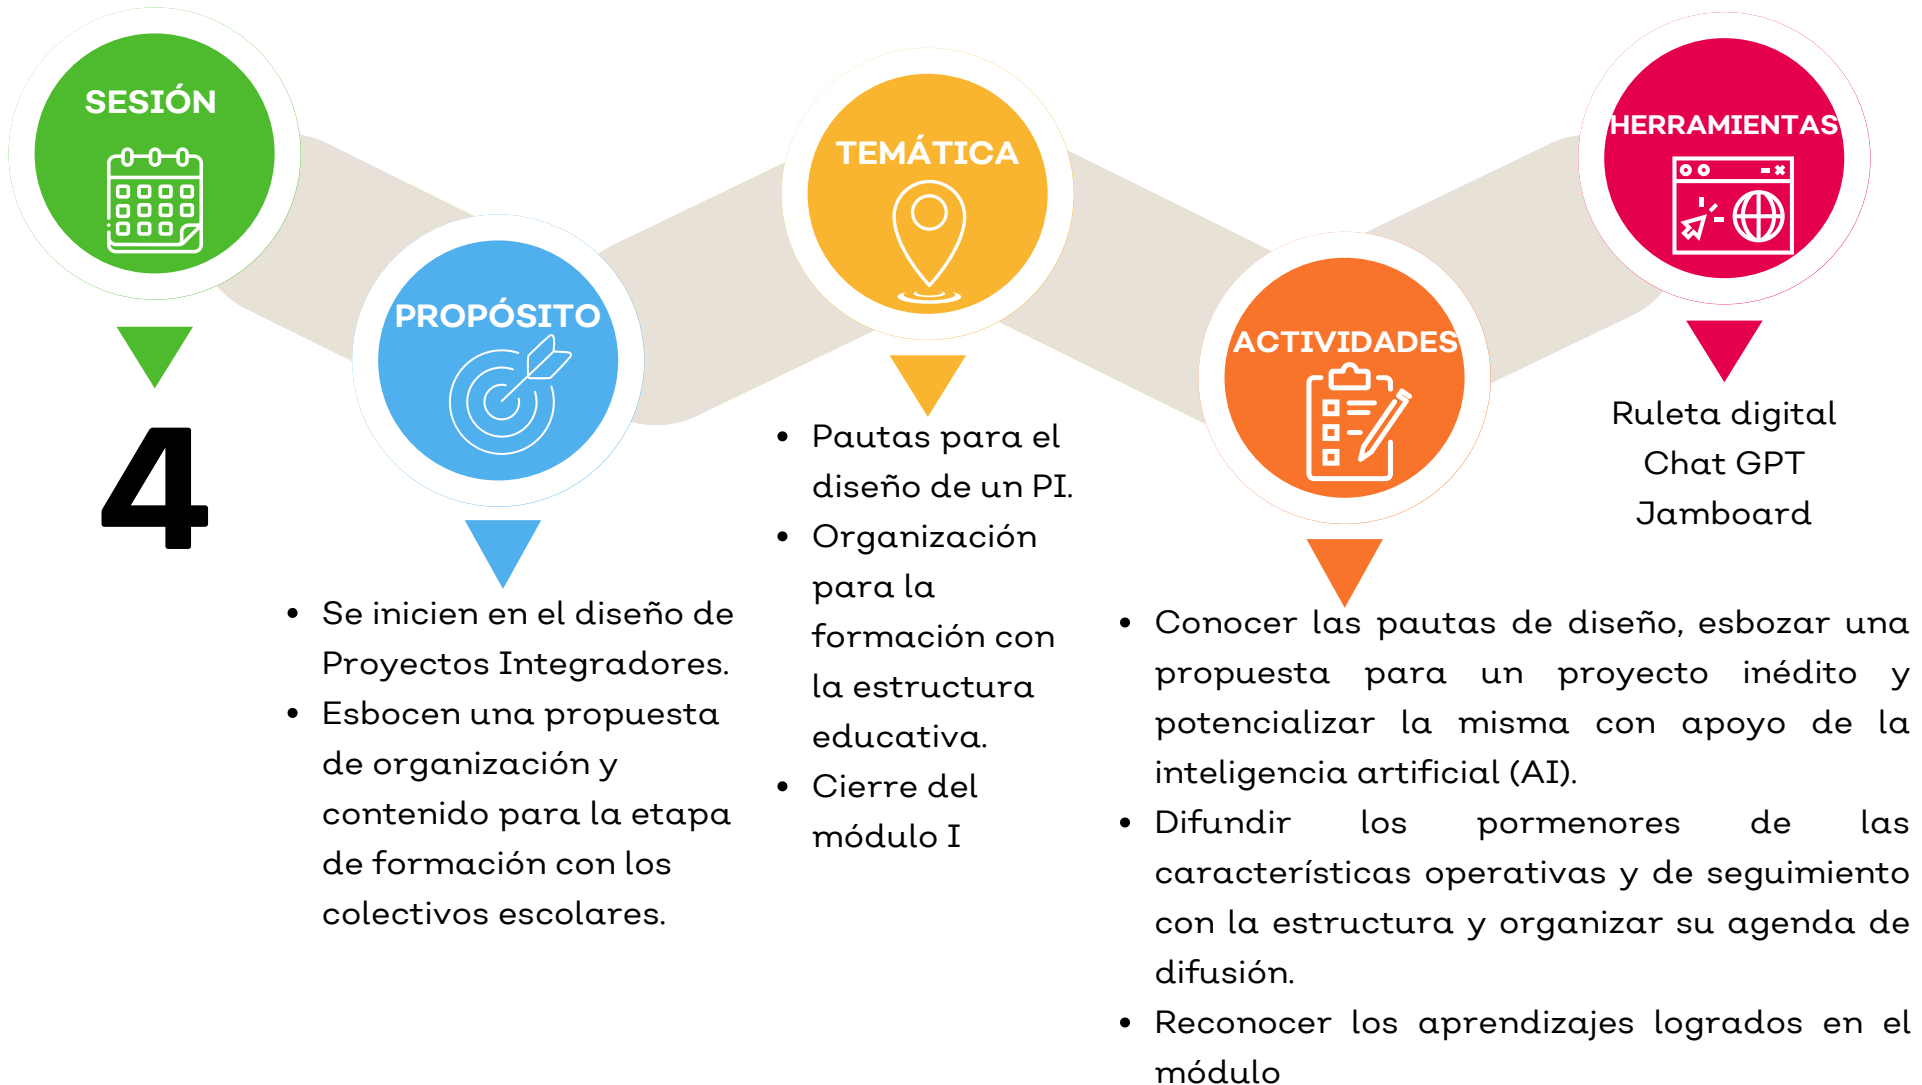 SESIÓN
4
PROPÓSITO
• Se inicien en el diseño de
Proyectos Integradores.
• Esbocen una propuesta
de organización y
contenido para la etapa
de formación con los
colectivos escolares.
TEMÁTICA
• Pautas para el
diseño de un PI.
• Organización
para la
formación con
la estructura
educativa.
• Cierre del
módulo I
ACTIVIDADES
• Conocer las pautas de diseño, esbozar una
propuesta para un proyecto inédito y
potencializar la misma con apoyo de la
inteligencia artificial (AI).
• Difundir los pormenores de las
características operativas y de seguimiento
con la estructura y organizar su agenda de
difusión.
• Reconocer los aprendizajes logrados en el
módulo
HERRAMIENTAS
Ruleta digital
Chat GPT
Jamboard